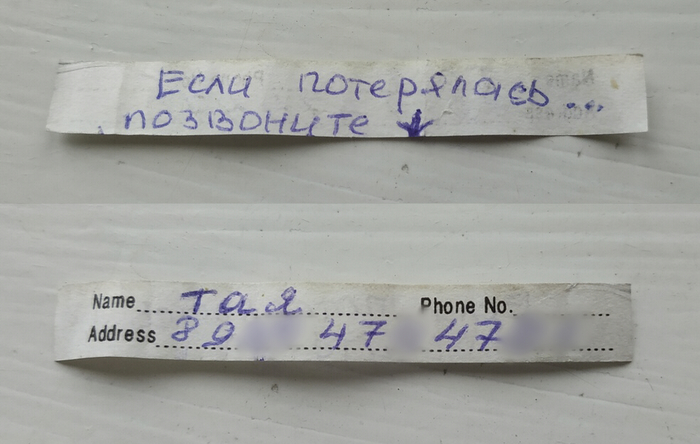 Если потерялась...
позвоните ↓
Name Тая Phone No.
Address 89 47 47